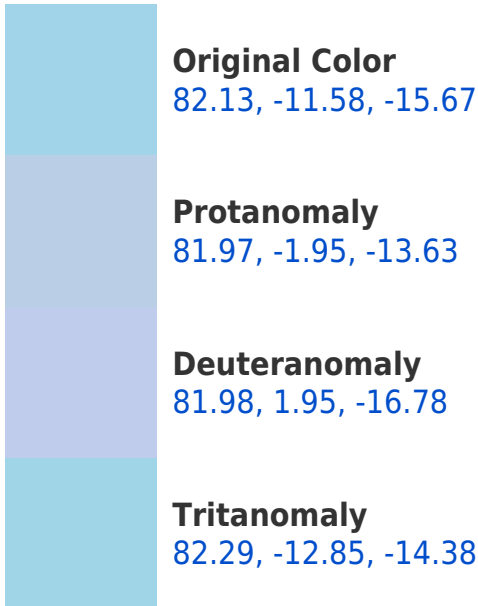 Original Color
82.13, -11.58, -15.67
Protanomaly
81.97, -1.95, -13.63
Deuteranomaly
81.98, 1.95, -16.78
Tritanomaly
82.29, -12.85, -14.38